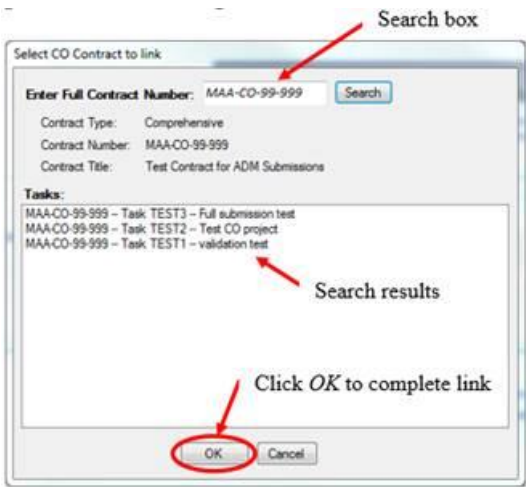 Search box
Select CO Contract to link
Enter Full Contract Number: MAA-CO-99-999 Search
Contract Type: Comprehensive
Contract Number: MAA-CO-99-999
Contract Title: Test Contract for ADM Submissions
Tasks:
MAA-CO-99-999 -- Task TEST3 -- Full submission test
MAA-CO-99-999 -- Task TEST2 -- Test CO project
MAA-CO-99-999 -- Task TEST1 -- validation test
Search results
Click OK to complete link
OK Cancel